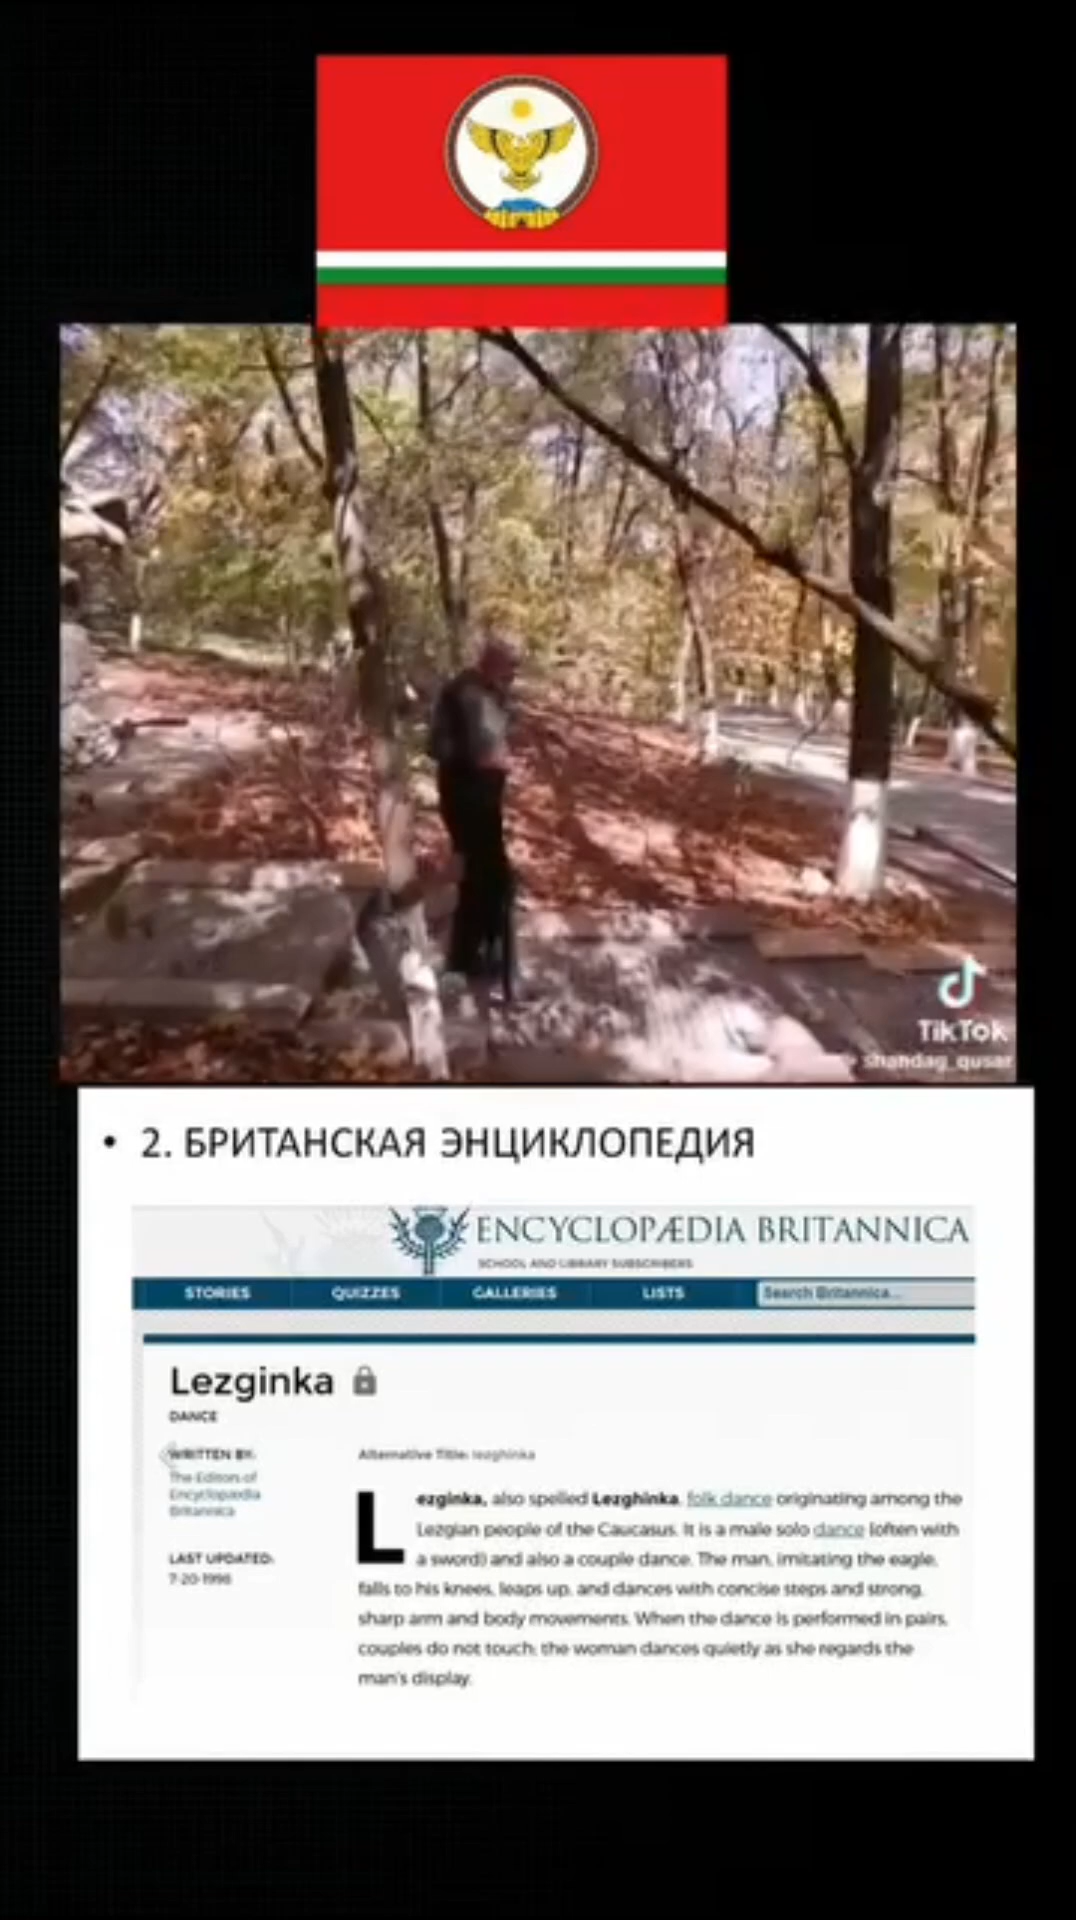 TikTok
shandag_qusar
• 2. БРИТАНСКАЯ ЭНЦИКЛОПЕДИЯ
ENCYCLOPÆDIA BRITANNICA
SCHOOL AND LIBRARY SUBSCRIBERS
STORIES QUIZZES GALLERIES LISTS Search Britannica...
Lezginka
DANCE
WRITTEN BY:
The Editors of
Encyclopædia
Britannica
LAST UPDATED:
7-20-1998
Alternative Title: lezghinka
Lezginka, also spelled Lezghinka, folk dance originating among the
Lezgian people of the Caucasus. It is a male solo dance (often with
a sword) and also a couple dance. The man, imitating the eagle,
falls to his knees, leaps up, and dances with concise steps and strong,
sharp arm and body movements. When the dance is performed in pairs,
couples do not touch; the woman dances quietly as she regards the
man's display.